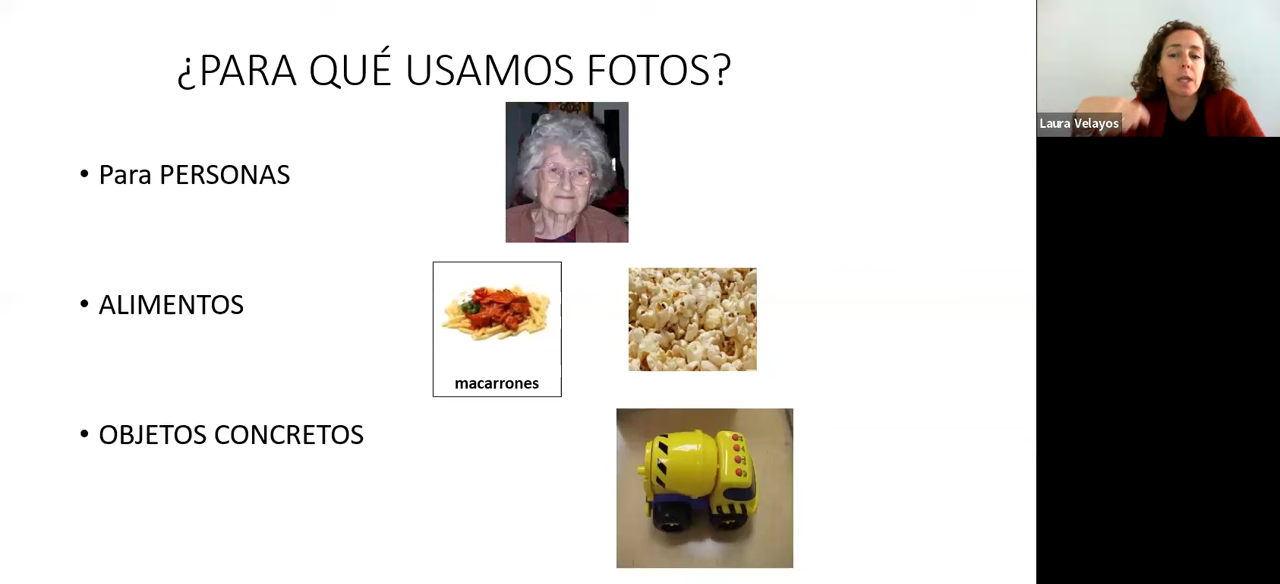 ¿PARA QUÉ USAMOS FOTOS?
• Para PERSONAS
• ALIMENTOS
macarrones
• OBJETOS CONCRETOS
Laura Velayos